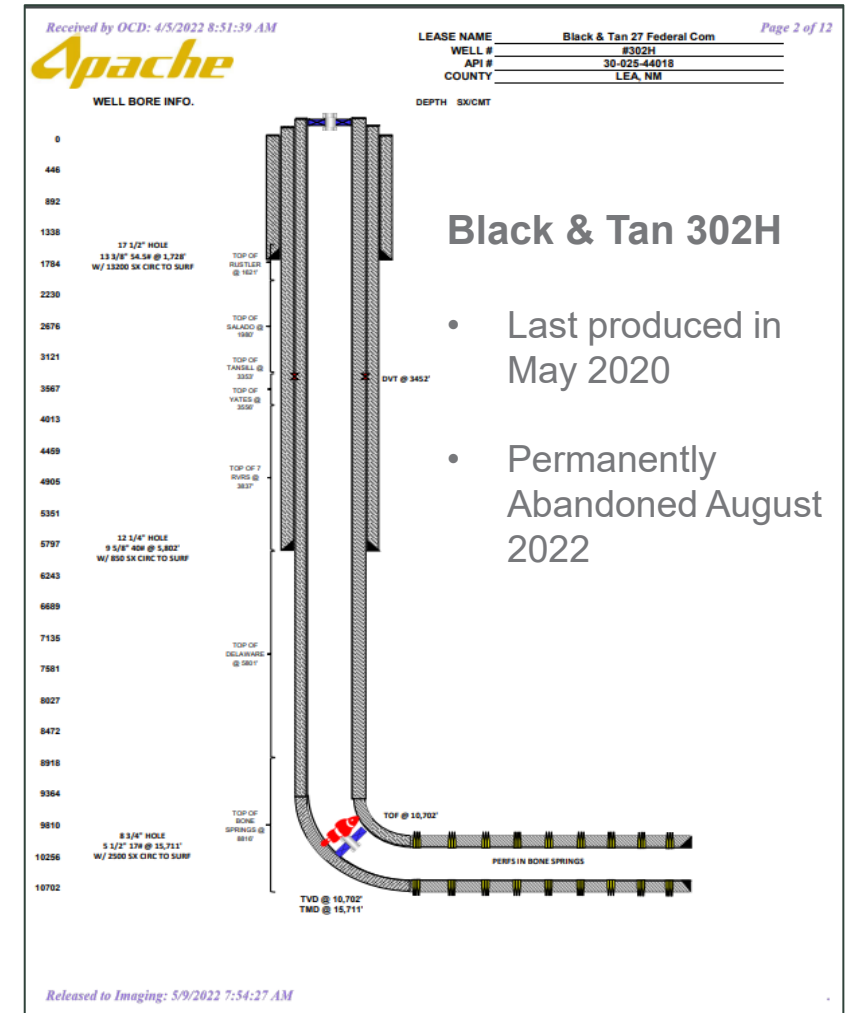 Received by OCD: 4/5/2022 8:51:39 AM
Page 2 of 12
Apache
LEASE NAME Black & Tan 27 Federal Com
WELL # #302H
API # 30-025-44018
COUNTY LEA, NM
WELL BORE INFO.
DEPTH SX/CMT
0
446
892
1338
1784
2230
2676
3121
3567
4013
4459
4905
5351
5797
6243
6689
7135
7581
8027
8472
8918
9364
9810
10256
10702
17 1/2" HOLE
13 3/8" 54.5# @ 1,728'
W/ 13200 SX CIRC TO SURF
12 1/4" HOLE
9 5/8" 40# @ 5,802'
W/ 850 SX CIRC TO SURF
8 3/4" HOLE
5 1/2" 17# @ 15,711'
W/ 2500 SX CIRC TO SURF
TOP OF
RUSTLER
@ 1621'
TOP OF
SALADO @
1980'
TOP OF
TANSILL @
3353'
TOP OF
YATES @
3550'
TOP OF 7
RVRS @
3837'
TOP OF
DELAWARE
@ 5801'
TOP OF
BONE
SPRINGS @
8816'
DVT @ 3452'
TOF @ 10,702'
PERFS IN BONE SPRINGS
TVD @ 10,702'
TMD @ 15,711'
Black & Tan 302H
• Last produced in
May 2020
• Permanently
Abandoned August
2022
Released to Imaging: 5/9/2022 7:54:27 AM